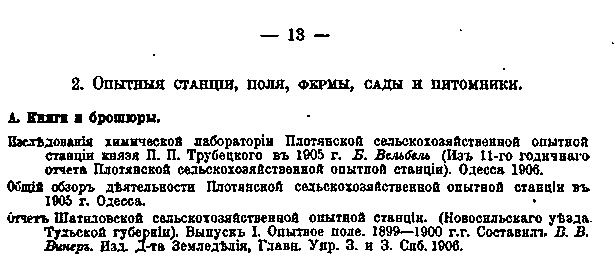 — 13 —
2. Опытныя станціи, поля, фермы, сады и питомники.
А. Книги и брошюры.
Изслѣдованія химической лабораторіи Плотянской сельскохозяйственной опытной
станціи князя П. П. Трубецкого въ 1905 г. Б. Вельбель (Изъ 11-го годичнаго
отчета Плотянской сельскохозяйственной опытной станціи). Одесса 1906.
Общій обзоръ дѣятельности Плотянской сельскохозяйственной опытной станціи въ
1905 г. Одесса.
Отчетъ Шатиловской сельскохозяйственной опытной станціи. (Новосильскаго уѣзда
Тульской губерніи). Выпускъ I. Опытное поле. 1899—1900 г.г. Составилъ В. В.
Винеръ. Изд. Д-та Земледѣлія, Главн. Упр. З. и З. Спб. 1906.